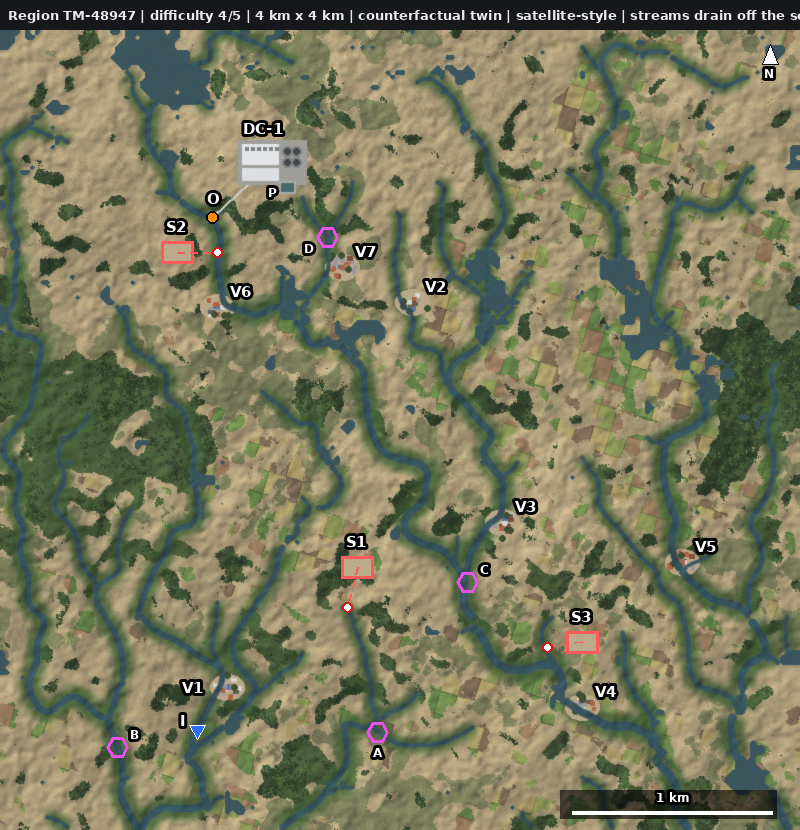 Region TM-48947 | difficulty 4/5 | 4 km x 4 km | counterfactual twin | satellite-style | streams drain off the
N
DC-1
P
O
S2
D
V7
V6
V2
V3
S1
C
V5
S3
V1
V4
I
B
A
1 km